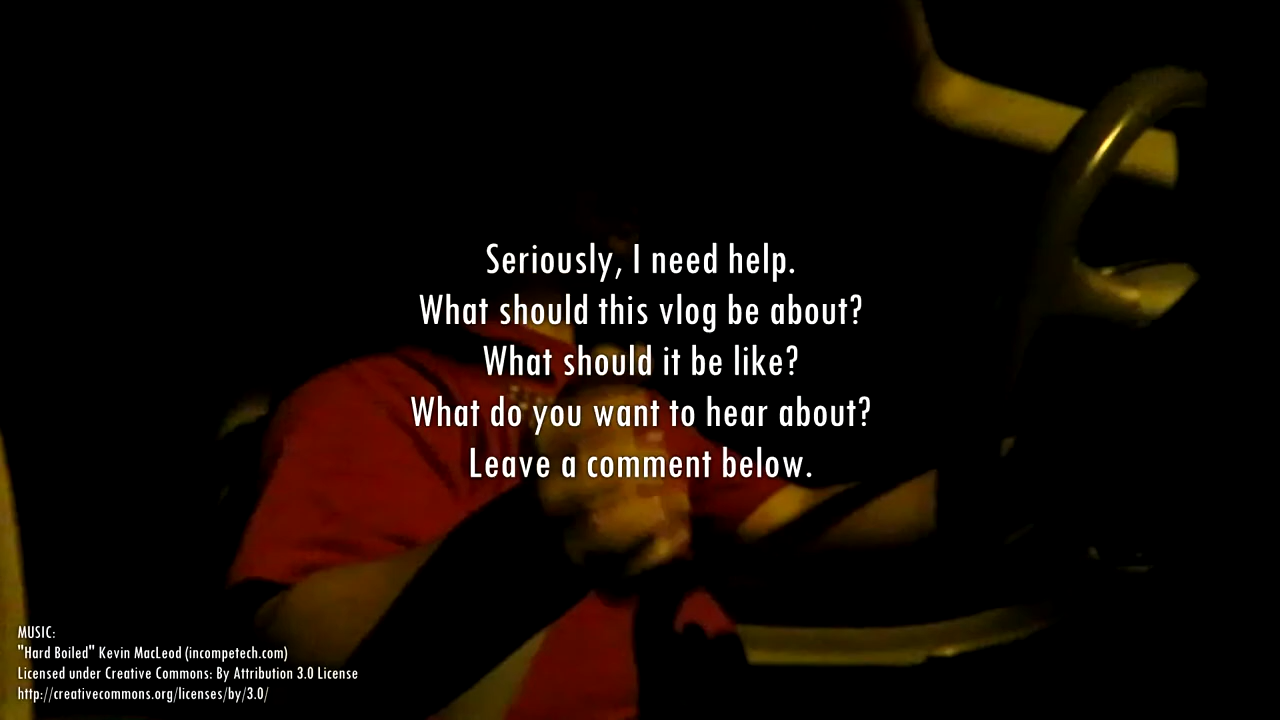 Seriously, I need help.
What should this vlog be about?
What should it be like?
What do you want to hear about?
Leave a comment below.
MUSIC:
"Hard Boiled" Kevin MacLeod (incompetech.com)
Licensed under Creative Commons: By Attribution 3.0 License
http://creativecommons.org/licenses/by/3.0/